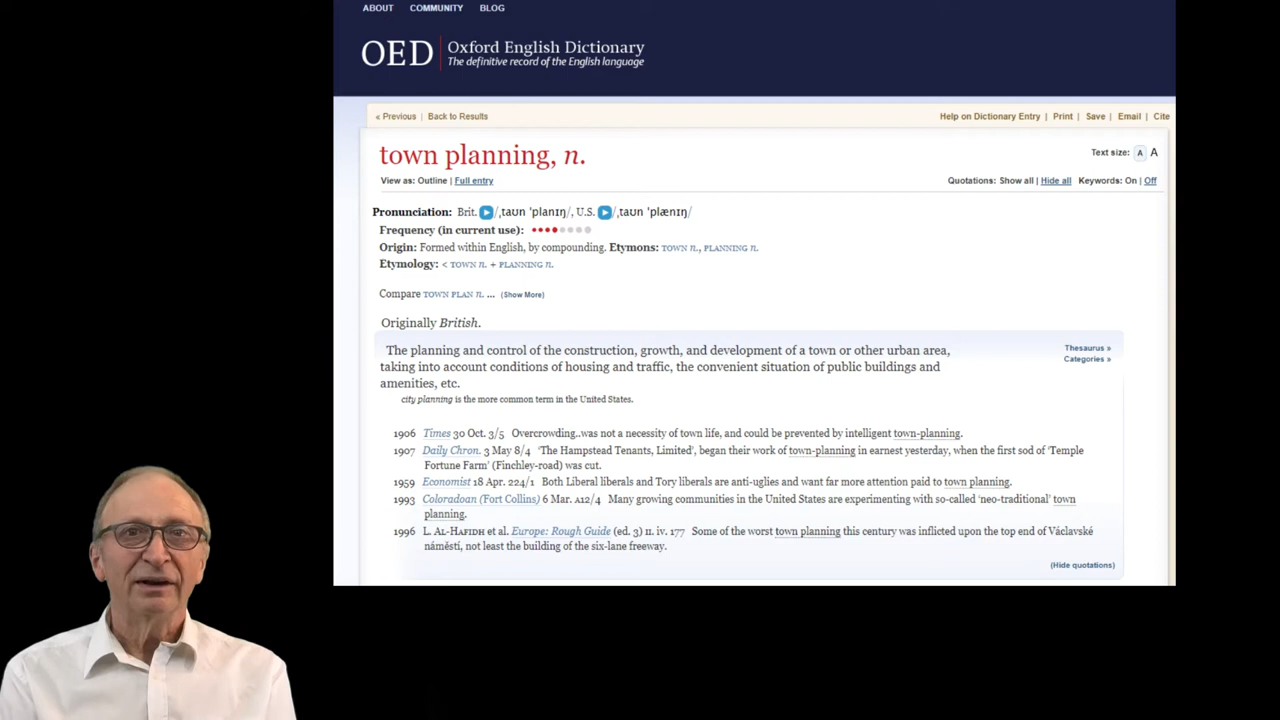 ABOUT COMMUNITY BLOG
OED Oxford English Dictionary
The definitive record of the English language
« Previous | Back to Results
Help on Dictionary Entry | Print | Save | Email | Cite
town planning, n.
Text size: A A
View as: Outline | Full entry
Quotations: Show all | Hide all Keywords: On | Off
Pronunciation: Brit. /ˌtaʊn ˈplanɪŋ/, U.S. /ˌtaʊn ˈplænɪŋ/
Frequency (in current use):
Origin: Formed within English, by compounding. Etymons: TOWN n., PLANNING n.
Etymology: < TOWN n. + PLANNING n.
Compare TOWN PLAN n. ... (Show More)
Originally British.
The planning and control of the construction, growth, and development of a town or other urban area,
taking into account conditions of housing and traffic, the convenient situation of public buildings and
amenities, etc.
Thesaurus »
Categories »
city planning is the more common term in the United States.
1906 Times 30 Oct. 3/5 Overcrowding..was not a necessity of town life, and could be prevented by intelligent town-planning.
1907 Daily Chron. 3 May 8/4 'The Hampstead Tenants, Limited', began their work of town-planning in earnest yesterday, when the first sod of 'Temple
Fortune Farm' (Finchley-road) was cut.
1959 Economist 18 Apr. 224/1 Both Liberal liberals and Tory liberals are anti-uglies and want far more attention paid to town planning.
1993 Coloradoan (Fort Collins) 6 Mar. A12/4 Many growing communities in the United States are experimenting with so-called 'neo-traditional' town
planning.
1996 L. AL-HAFIDH et al. Europe: Rough Guide (ed. 3) II. iv. 177 Some of the worst town planning this century was inflicted upon the top end of Václavské
náměstí, not least the building of the six-lane freeway.
(Hide quotations)